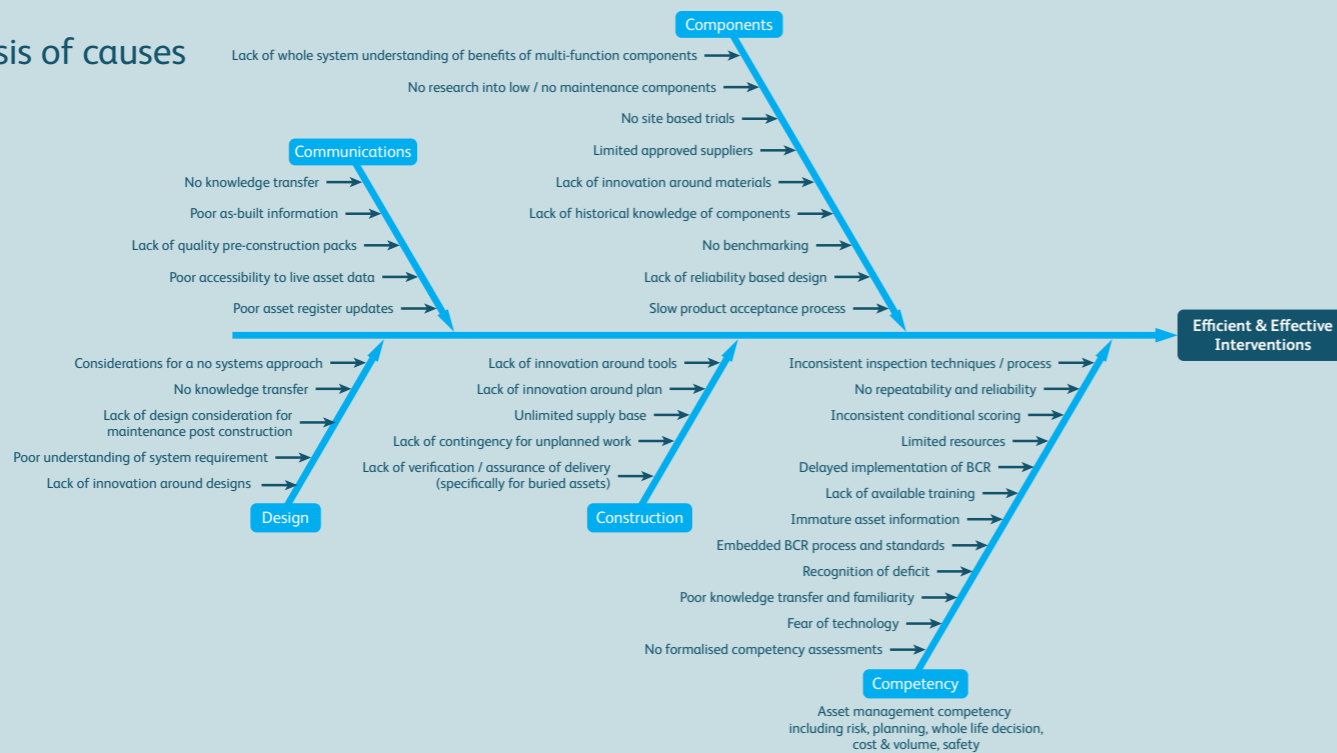 sis of causes
Components
Lack of whole system understanding of benefits of multi-function components
No research into low / no maintenance components
No site based trials
Limited approved suppliers
Lack of innovation around materials
Lack of historical knowledge of components
No benchmarking
Lack of reliability based design
Slow product acceptance process
Communications
No knowledge transfer
Poor as-built information
Lack of quality pre-construction packs
Poor accessibility to live asset data
Poor asset register updates
Efficient & Effective
Interventions
Considerations for a no systems approach
No knowledge transfer
Lack of design consideration for
maintenance post construction
Poor understanding of system requirement
Lack of innovation around designs
Design
Lack of innovation around tools
Lack of innovation around plan
Unlimited supply base
Lack of contingency for unplanned work
Lack of verification / assurance of delivery
(specifically for buried assets)
Construction
Inconsistent inspection techniques / process
No repeatability and reliability
Inconsistent conditional scoring
Limited resources
Delayed implementation of BCR
Lack of available training
Immature asset information
Embedded BCR process and standards
Recognition of deficit
Poor knowledge transfer and familiarity
Fear of technology
No formalised competency assessments
Competency
Asset management competency
including risk, planning, whole life decision,
cost & volume, safety